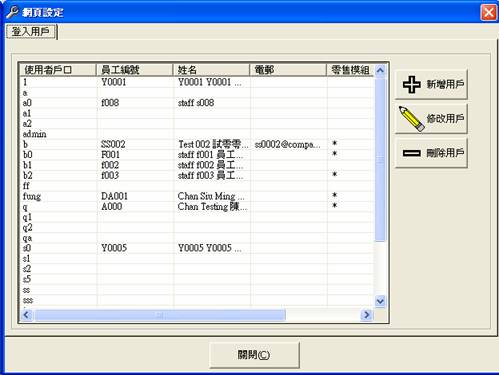 網頁設定
登入用戶
使用者戶口 員工編號 姓名 電郵 零售模組
1 Y0001 Y0001 Y0001 ...
a
a0 f008 staff s008
a1
a2
admin
b SS002 Test 002 試零零... ss0002@compa... *
b0 F001 staff f001 員工... *
b1 f002 staff f002 員工...
b2 f003 staff f003 員工... *
ff
fung DA001 Chan Siu Ming ... *
q A000 Chan Testing 陳... *
q1
q2
qa
s0 Y0005 Y0005 Y0005 ...
s1
s2
s5
ss
sss
新增用戶
修改用戶
刪除用戶
關閉(C)